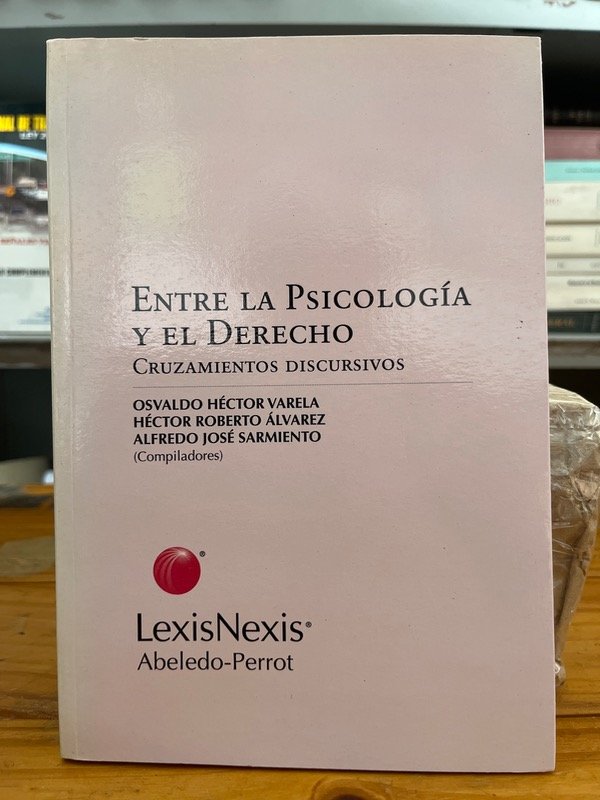 ENTRE LA PSICOLOGÍA
Y EL DERECHO
CRUZAMIENTOS DISCURSIVOS
OSVALDO HÉCTOR VARELA
HÉCTOR ROBERTO ÁLVAREZ
ALFREDO JOSÉ SARMIENTO
(Compiladores)
®
LexisNexis®
Abeledo-Perrot